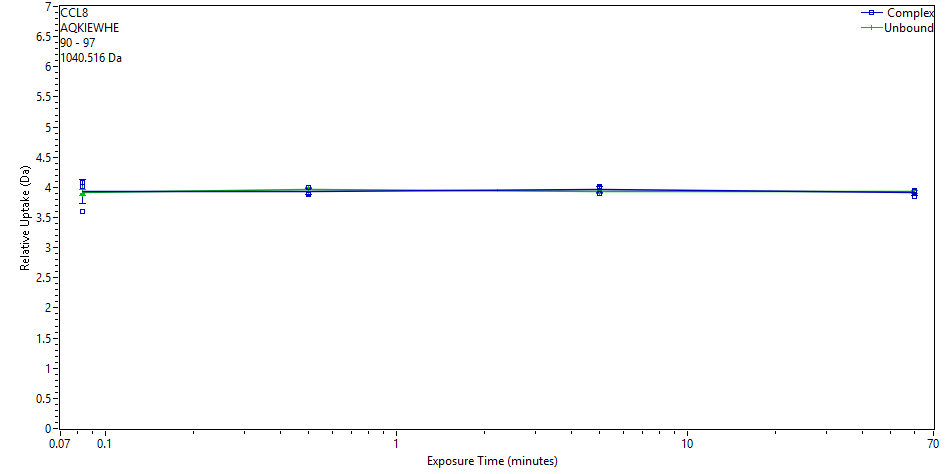 CCL8
AQKIEWHE
90 - 97
1040.516 Da
Complex
Unbound
Relative Uptake (Da)
7
6.5
6
5.5
5
4.5
4
3.5
3
2.5
2
1.5
1
0.5
0
0.07 0.1 1 10 70
Exposure Time (minutes)